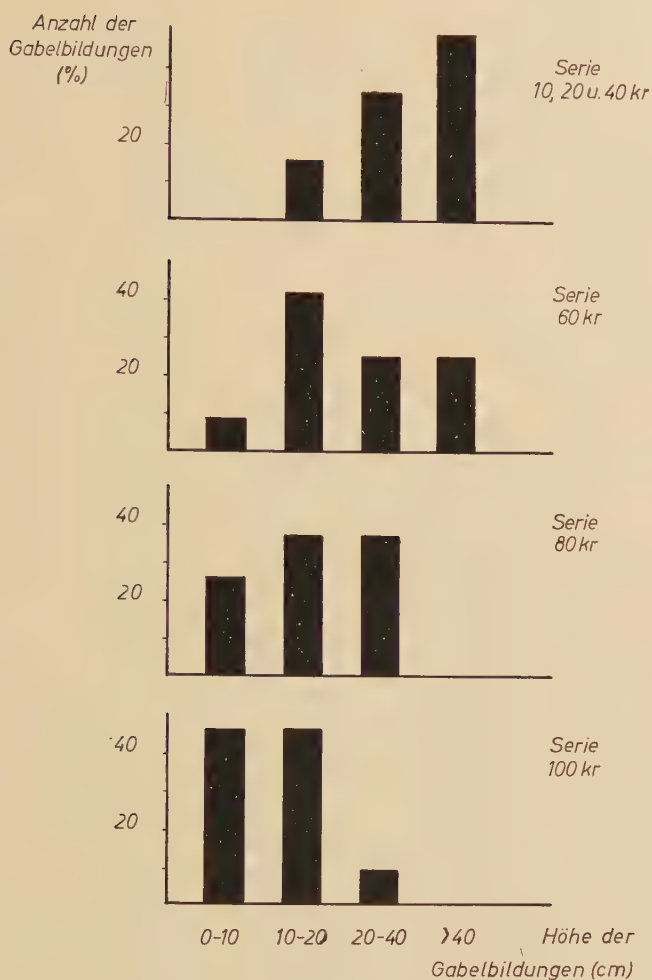 Anzahl der
Gabelbildungen
(%)
20
Serie
10, 20 u. 40 kr
40
20
Serie
60 kr
40
20
Serie
80 kr
40
20
Serie
100 kr
0-10 10-20 20-40 >40 Höhe der
Gabelbildungen (cm)